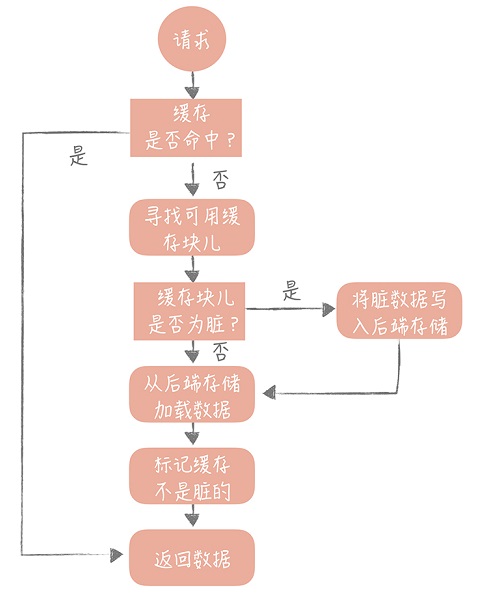 请求
缓存
是否命中？
是
否
寻找可用缓
存块儿
缓存块儿
是否为脏？
是
将脏数据写
入后端存储
否
从后端存储
加载数据
标记缓存
不是脏的
返回数据